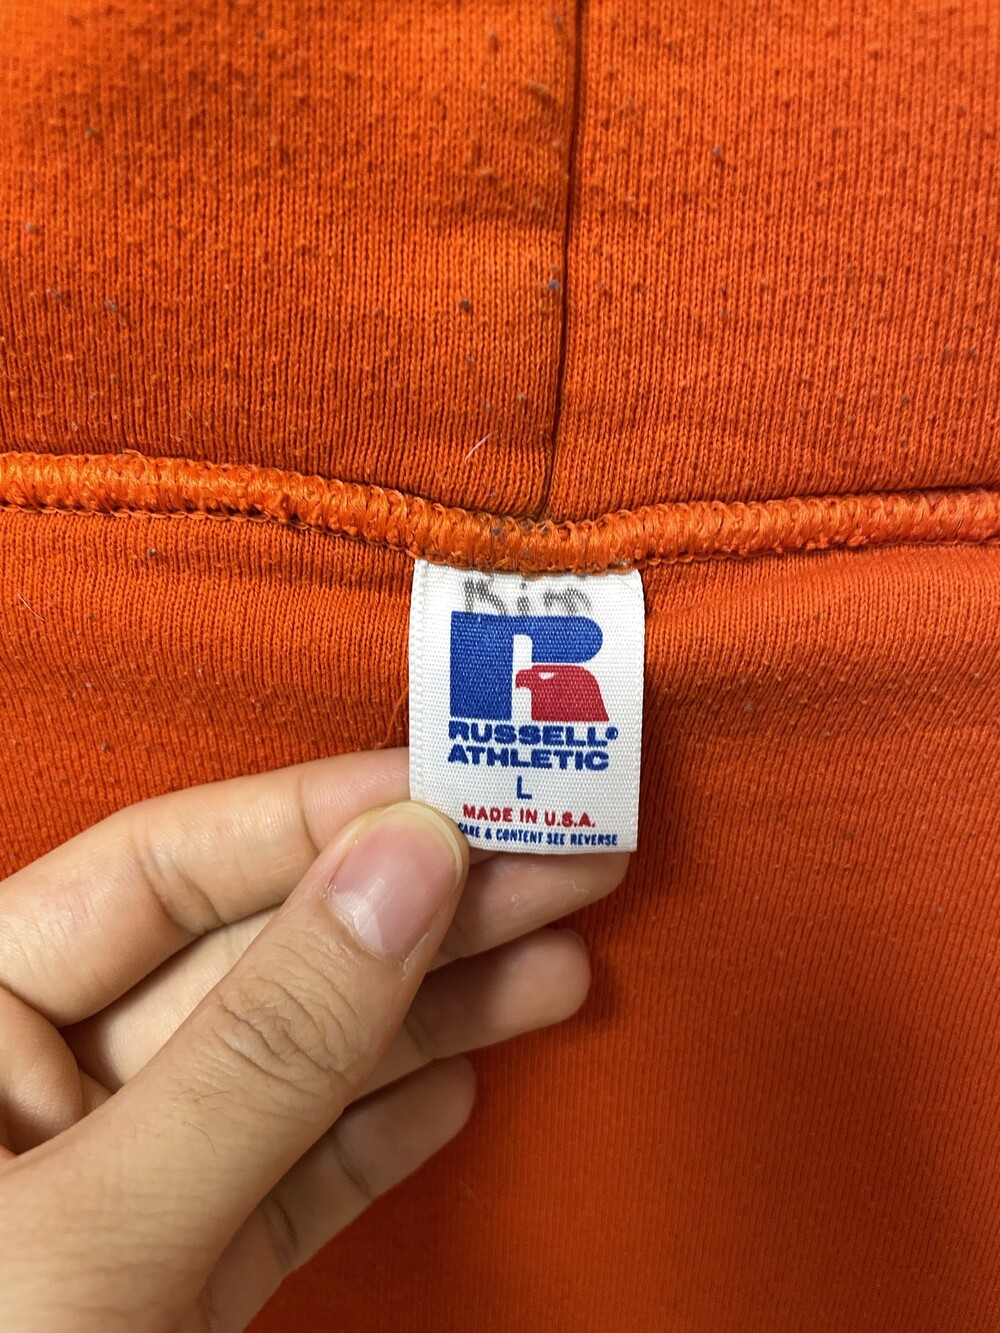 RUSSELL®
ATHLETIC
L
MADE IN U.S.A.
CARE & CONTENT SEE REVERSE